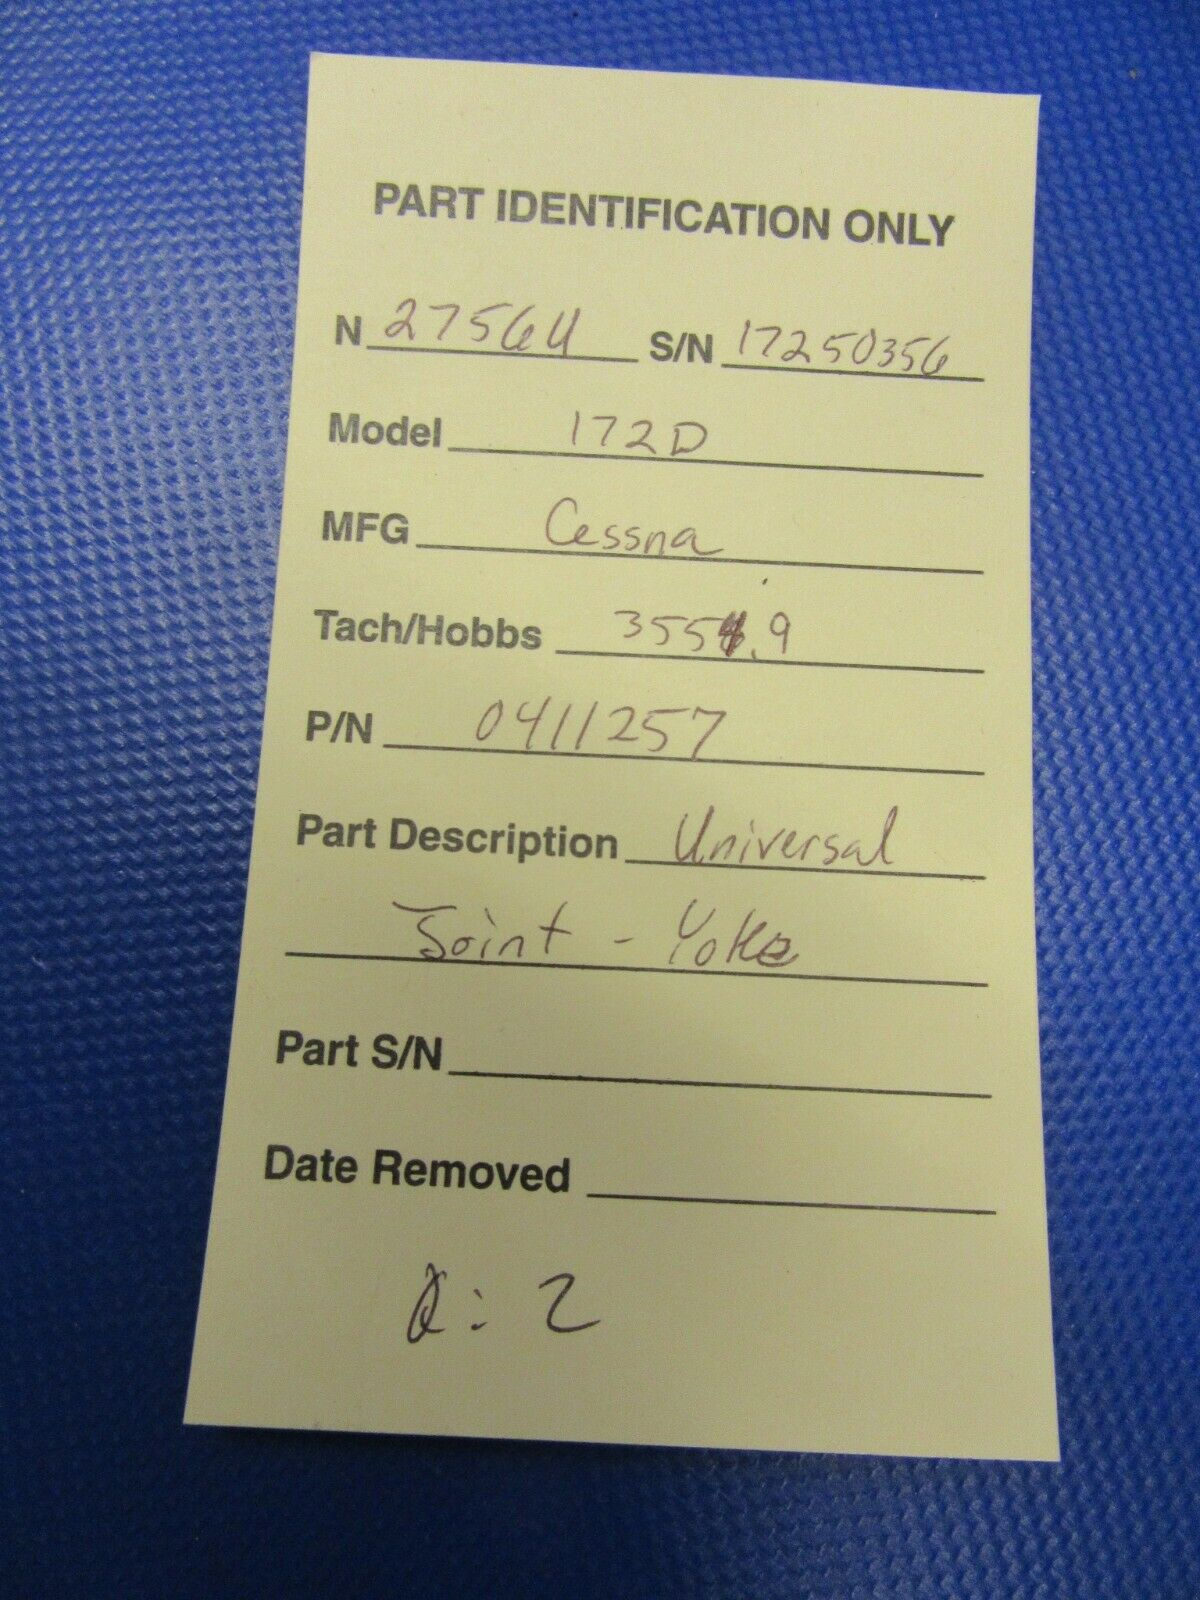 PART IDENTIFICATION ONLY
N 2756U S/N 17250356
Model 172D
MFG Cessna
Tach/Hobbs 3554.9
P/N 0411257
Part Description Universal
Joint - Yoke
Part S/N
Date Removed
Q: 2